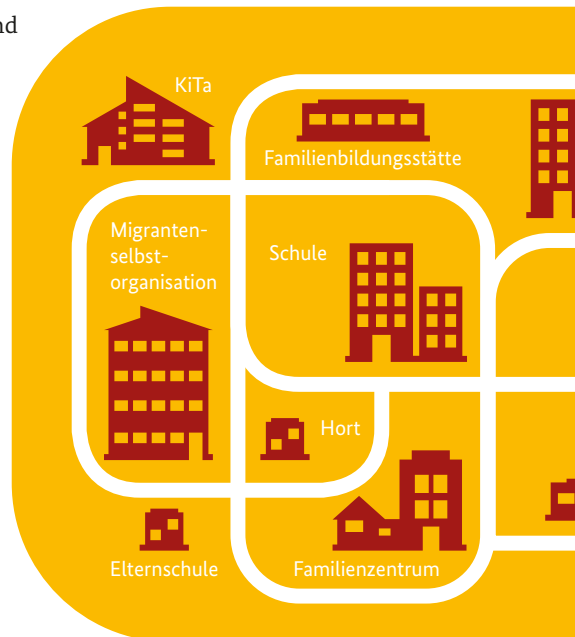 nd
KiTa
Familienbildungsstätte
Migranten-
selbst-
organisation
Schule
Hort
Elternschule
Familienzentrum